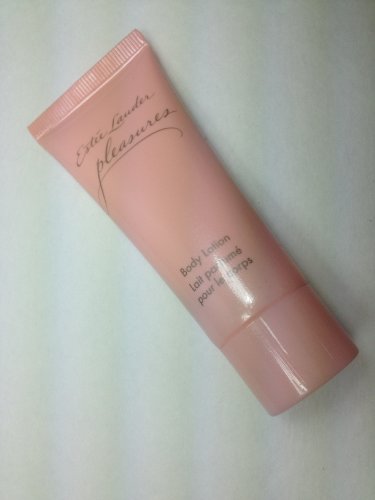 Estée Lauder
pleasures
Body Lotion
Lait parfumé
pour le corps